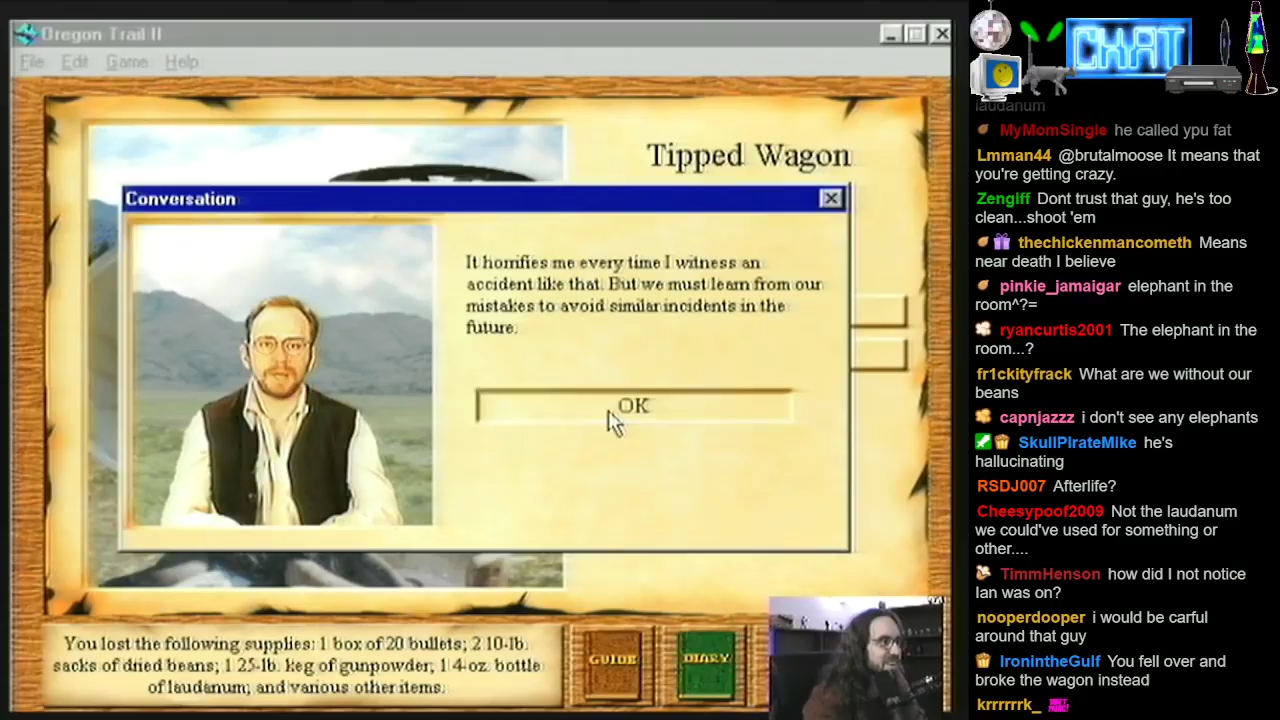 Oregon Trail II
File Edit Game Help
Tipped Wagon
Conversation
It horrifies me every time I witness an
accident like that. But we must learn from our
mistakes to avoid similar incidents in the
future.
OK
You lost the following supplies: 1 box of 20 bullets; 2 10-lb.
sacks of dried beans; 1 25-lb. keg of gunpowder; 1 4-oz. bottle
of laudanum; and various other items.
GUIDE
DIARY
CHAT
laudanum
MyMomSingle he called ypu fat
Lmman44 @brutalmoose It means that
you're getting crazy.
Zengiff Dont trust that guy, he's too
clean...shoot 'em
thechickenmancometh Means
near death I believe
pinkie_jamaigar elephant in the
room^?=
ryancurtis2001 The elephant in the
room...?
fr1ckityfrack What are we without our
beans
capnjazzz i don't see any elephants
SkullPirateMike he's
hallucinating
RSDJ007 Afterlife?
Cheesypoof2009 Not the laudanum
we could've used for something or
other....
TimmHenson how did I not notice
Ian was on?
nooperdooper i would be carful
around that guy
IronintheGulf You fell over and
broke the wagon instead
krrrrrrk_